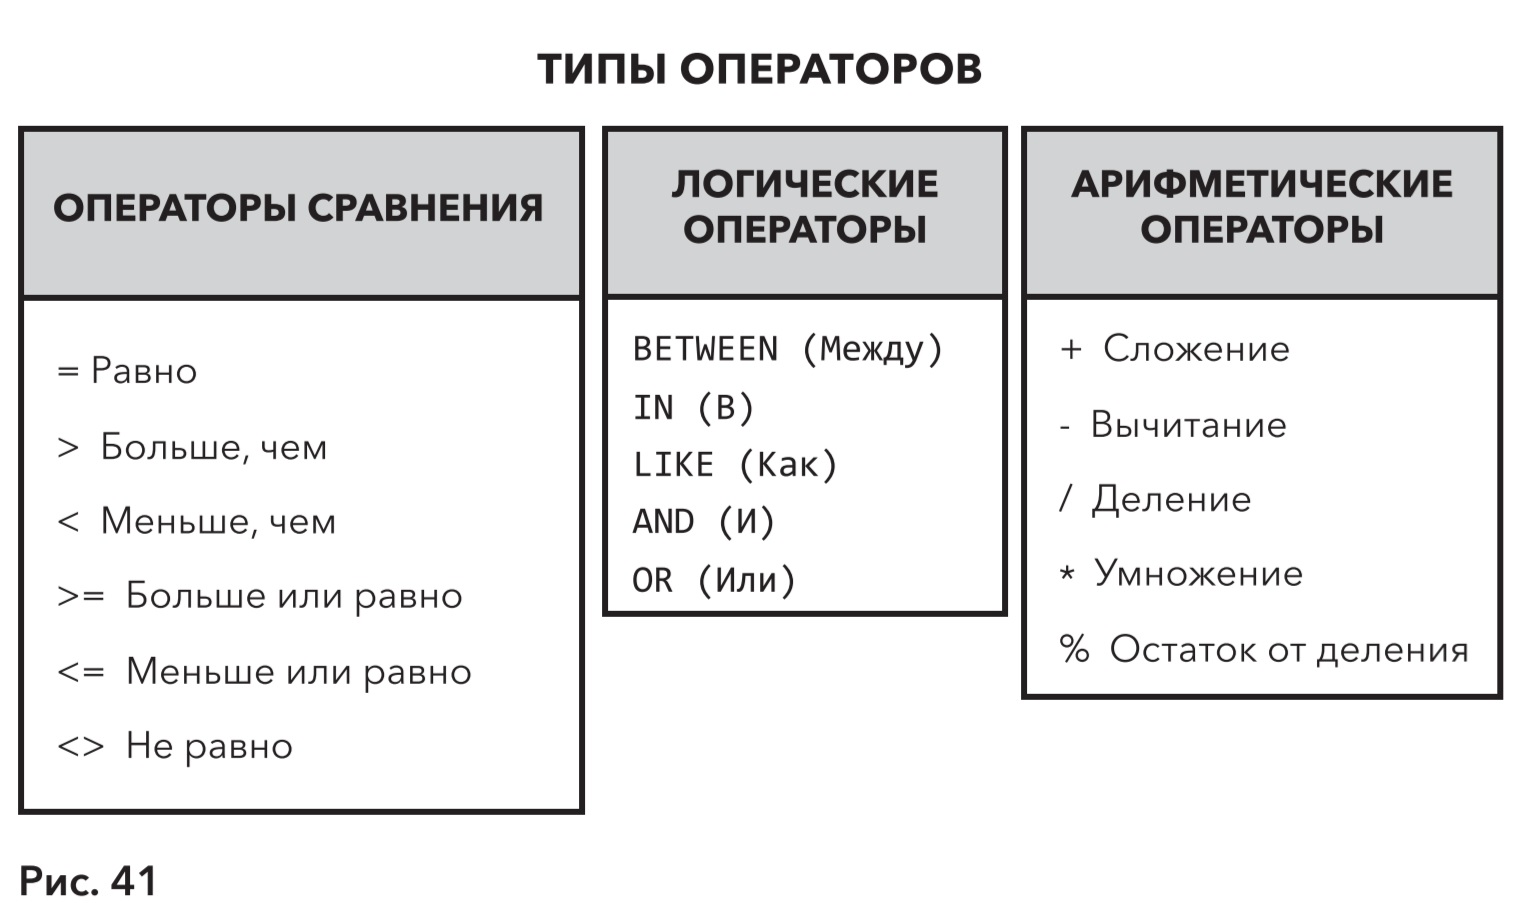 ТИПЫ ОПЕРАТОРОВ
ОПЕРАТОРЫ СРАВНЕНИЯ
= Равно
> Больше, чем
< Меньше, чем
>= Больше или равно
<= Меньше или равно
<> Не равно
ЛОГИЧЕСКИЕ
ОПЕРАТОРЫ
BETWEEN (Между)
IN (В)
LIKE (Как)
AND (И)
OR (Или)
АРИФМЕТИЧЕСКИЕ
ОПЕРАТОРЫ
+ Сложение
- Вычитание
/ Деление
* Умножение
% Остаток от деления
Рис. 41